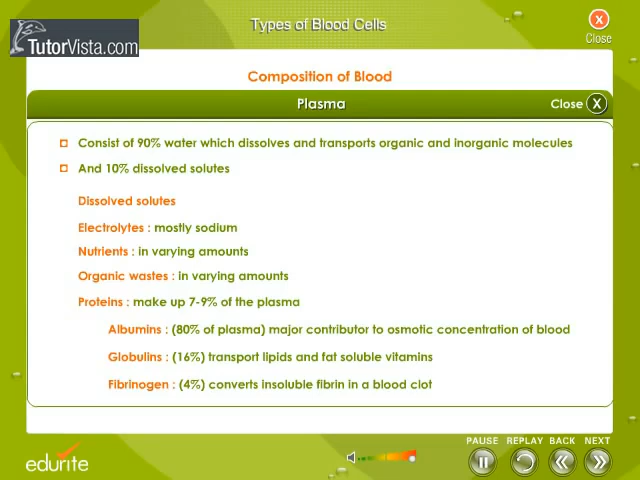 Types of Blood Cells
X
Close
TutorVista.com
Composition of Blood
Plasma
Close X
Consist of 90% water which dissolves and transports organic and inorganic molecules
And 10% dissolved solutes
Dissolved solutes
Electrolytes : mostly sodium
Nutrients : in varying amounts
Organic wastes : in varying amounts
Proteins : make up 7-9% of the plasma
Albumins : (80% of plasma) major contributor to osmotic concentration of blood
Globulins : (16%) transport lipids and fat soluble vitamins
Fibrinogen : (4%) converts insoluble fibrin in a blood clot
PAUSE REPLAY BACK NEXT
edurite